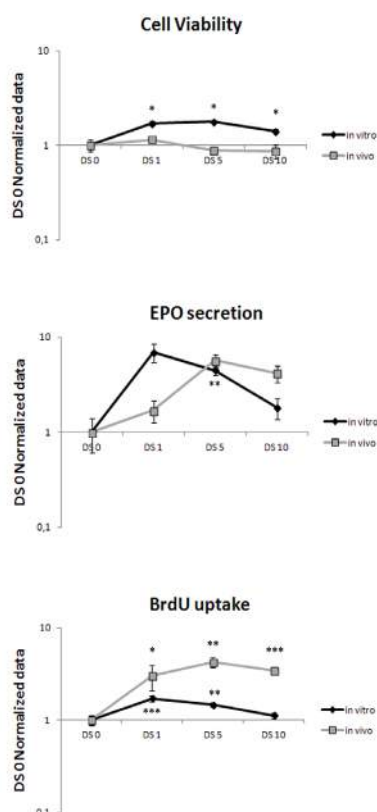 Cell Viability
DS 0 Normalized data
10
1
0,1
* * *
DS 0 DS 1 DS 5 DS 10
in vitro
in vivo
EPO secretion
DS 0 Normalized data
10
1
0,1
**
DS 0 DS 1 DS 5 DS 10
in vitro
in vivo
BrdU uptake
DS 0 Normalized data
10
1
0,1
* ** ***
*** **
DS 0 DS 1 DS 5 DS 10
in vitro
in vivo